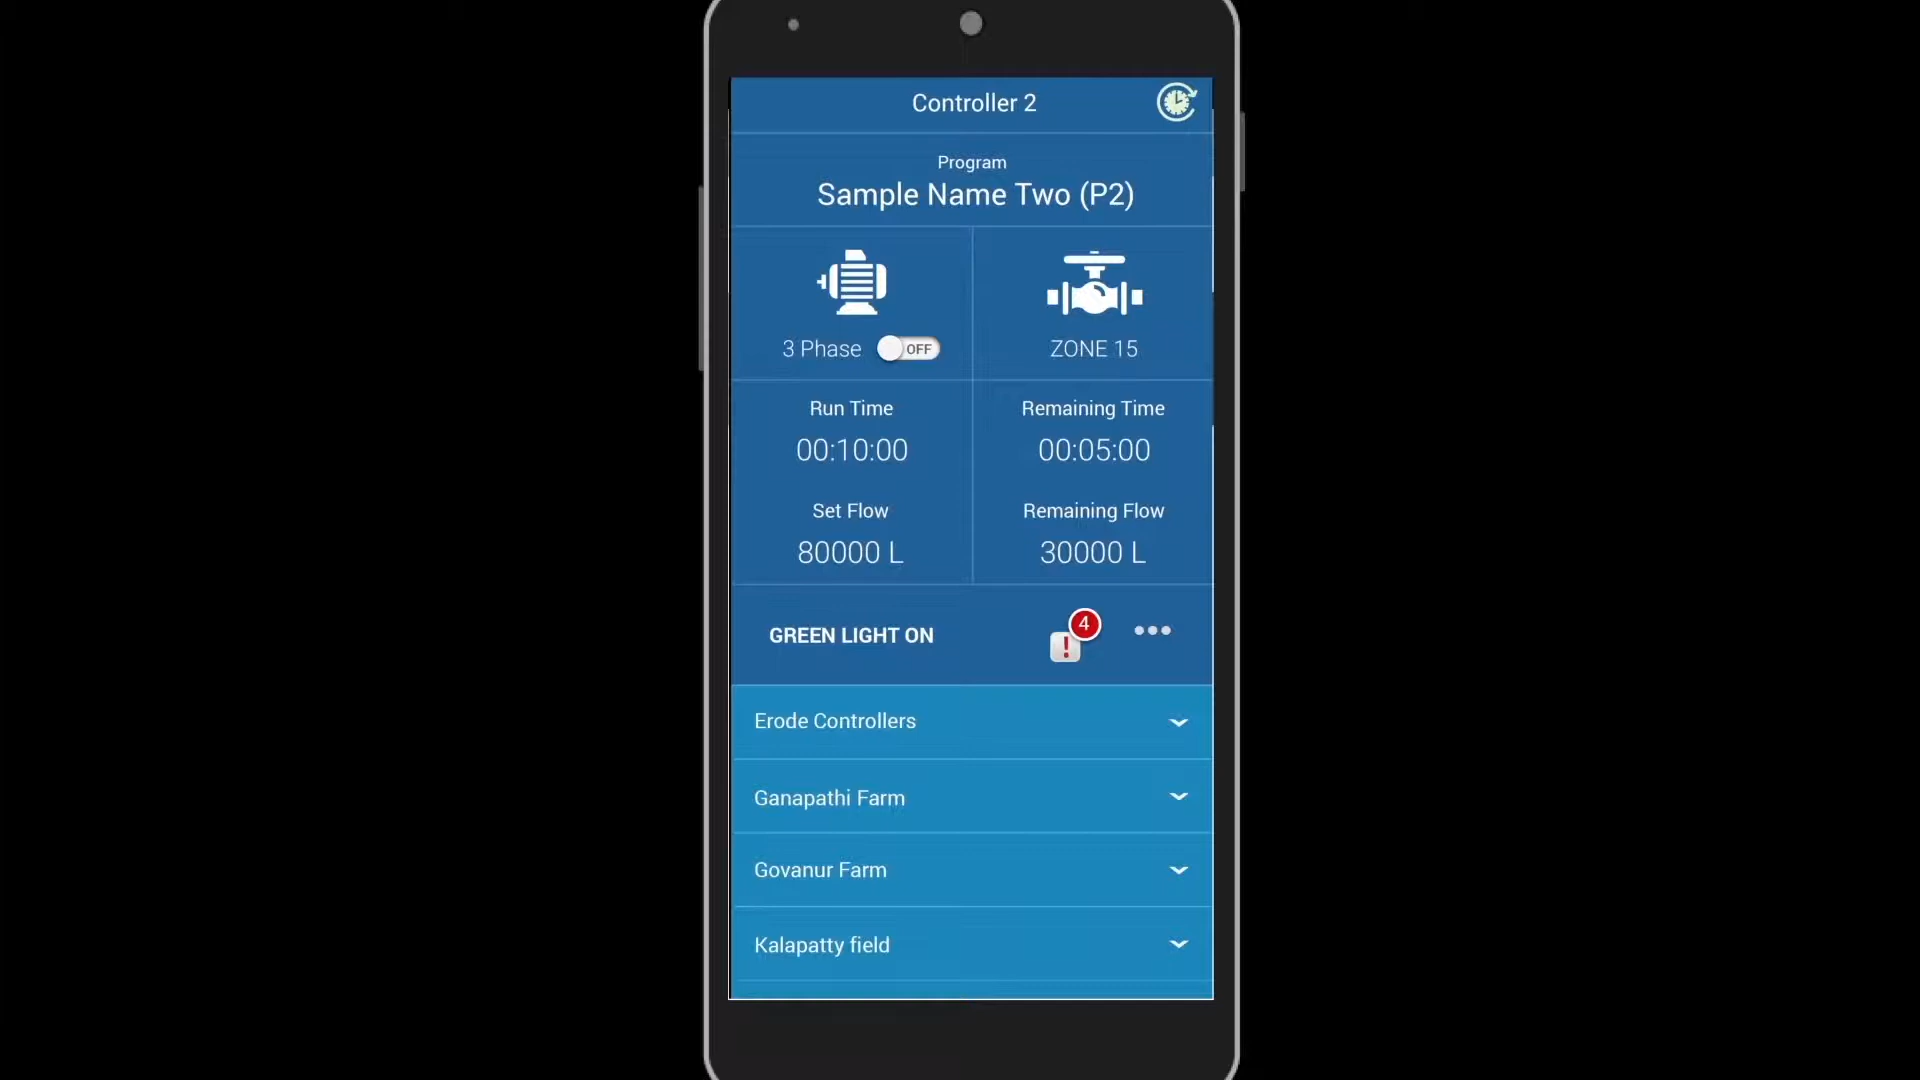 Controller 2
Program
Sample Name Two (P2)
3 Phase OFF
ZONE 15
Run Time
00:10:00
Remaining Time
00:05:00
Set Flow
80000 L
Remaining Flow
30000 L
GREEN LIGHT ON
! 4
Erode Controllers
Ganapathi Farm
Govanur Farm
Kalapatty field